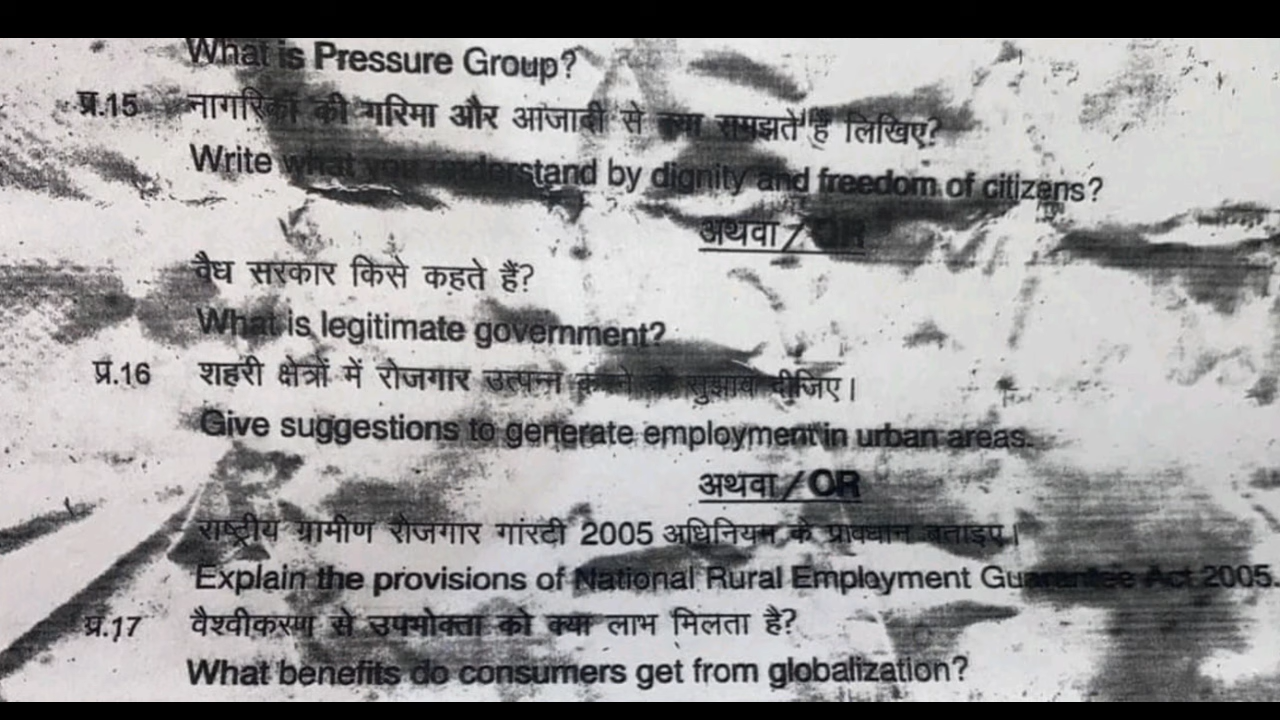 What is Pressure Group?
प्र.15 नागरिकों की गरिमा और आजादी से क्या समझते है लिखिए?
Write what you understand by dignity and freedom of citizens?
अथवा / OR
वैध सरकार किसे कहते हैं?
What is legitimate government?
प्र.16 शहरी क्षेत्रों में रोजगार उत्पन्न करने के सुझाव दीजिए।
Give suggestions to generate employment in urban areas.
अथवा / OR
राष्ट्रीय ग्रामीण रोजगार गांरटी 2005 अधिनियम के प्रावधान बताइए।
Explain the provisions of National Rural Employment Guarantee Act 2005.
प्र.17 वैश्वीकरण से उपभोक्ता को क्या लाभ मिलता है?
What benefits do consumers get from globalization?